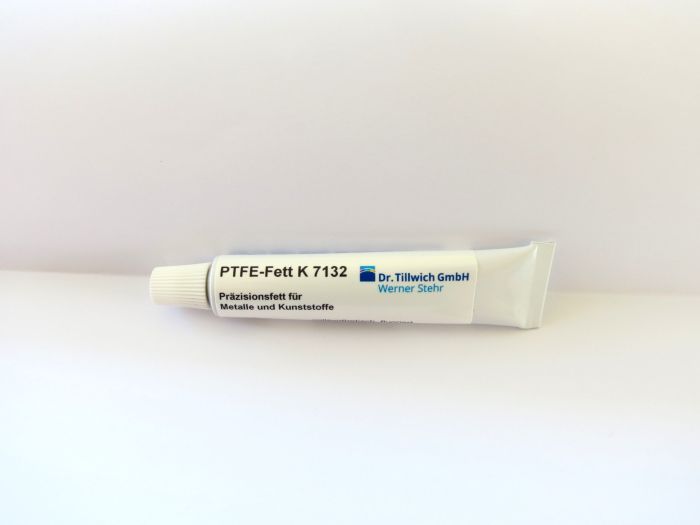 PTFE-Fett K 7132
Dr. Tillwich GmbH
Werner Stehr
Präzisionsfett für
Metalle und Kunststoffe